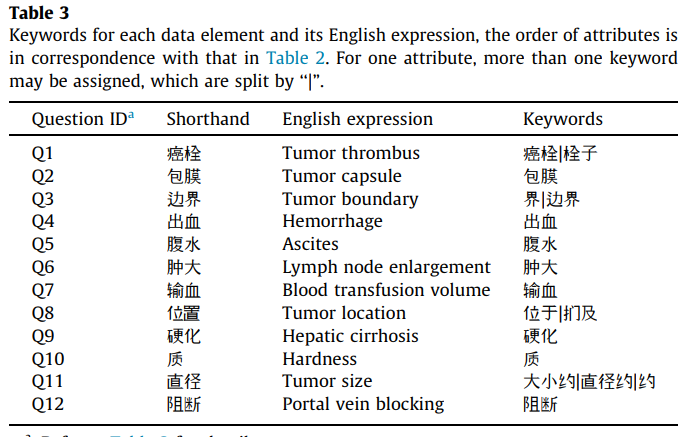 Table 3
Keywords for each data element and its English expression, the order of attributes is
in correspondence with that in Table 2. For one attribute, more than one keyword
may be assigned, which are split by “|”.
Question IDa Shorthand English expression Keywords
Q1 癌栓 Tumor thrombus 癌栓|栓子
Q2 包膜 Tumor capsule 包膜
Q3 边界 Tumor boundary 界|边界
Q4 出血 Hemorrhage 出血
Q5 腹水 Ascites 腹水
Q6 肿大 Lymph node enlargement 肿大
Q7 输血 Blood transfusion volume 输血
Q8 位置 Tumor location 位于|扪及
Q9 硬化 Hepatic cirrhosis 硬化
Q10 质 Hardness 质
Q11 直径 Tumor size 大小约|直径约|约
Q12 阻断 Portal vein blocking 阻断